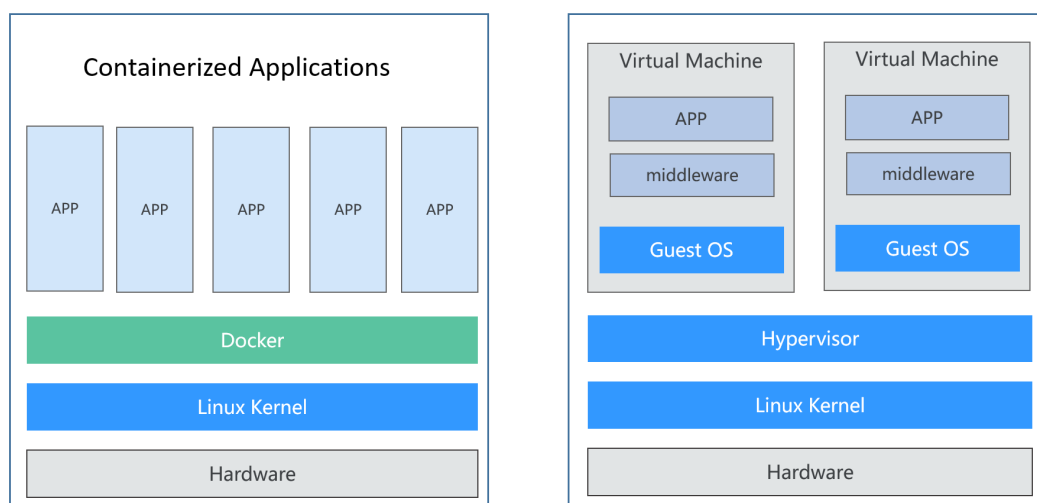 Containerized Applications
APP
APP
APP
APP
APP
Docker
Linux Kernel
Hardware
Virtual Machine
APP
middleware
Guest OS
Virtual Machine
APP
middleware
Guest OS
Hypervisor
Linux Kernel
Hardware